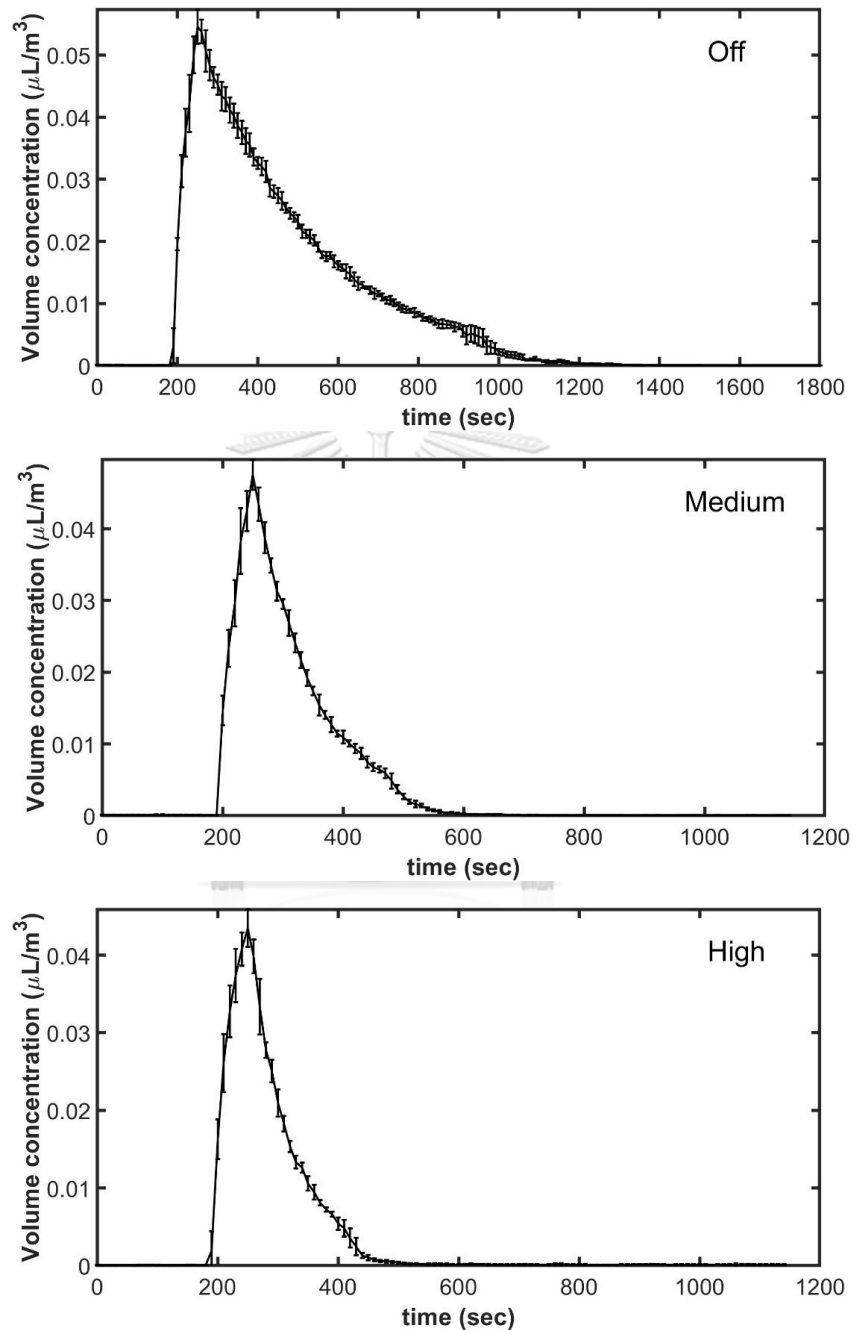 Off
Volume concentration (μL/m³)
0.05
0.04
0.03
0.02
0.01
0
0 200 400 600 800 1000 1200 1400 1600 1800
time (sec)
Medium
Volume concentration (μL/m³)
0.04
0.03
0.02
0.01
0
0 200 400 600 800 1000 1200
time (sec)
High
Volume concentration (μL/m³)
0.04
0.03
0.02
0.01
0
0 200 400 600 800 1000 1200
time (sec)